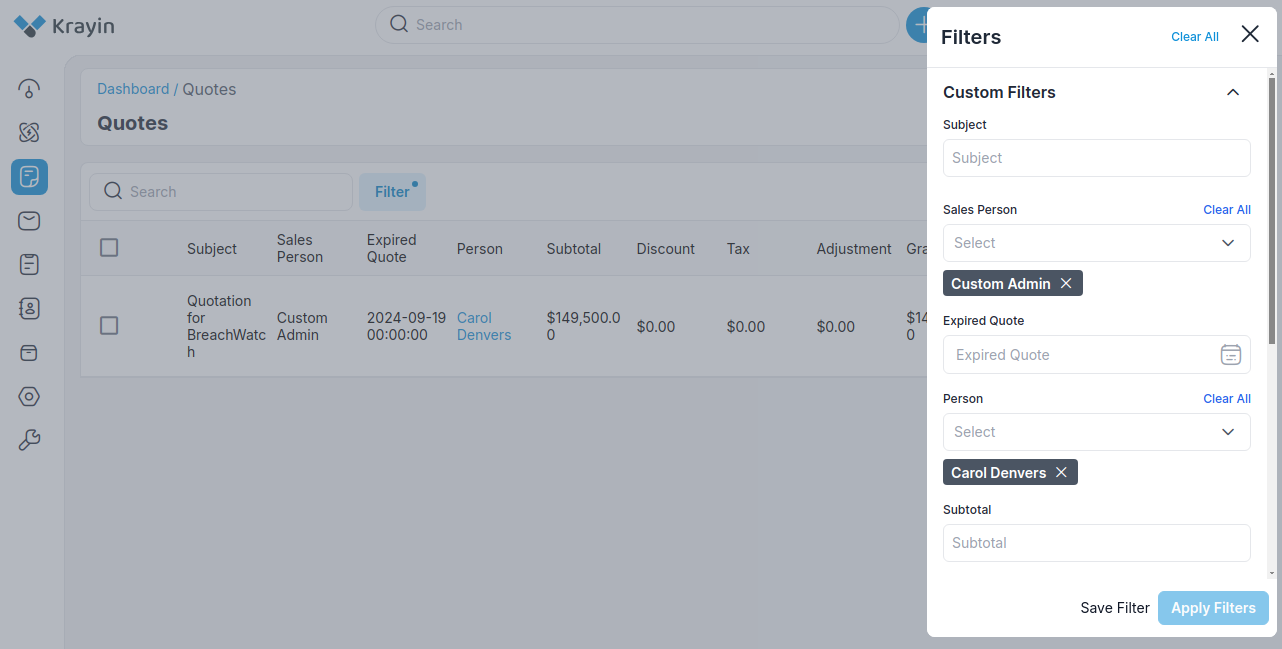 Krayin
Search
Dashboard / Quotes
Quotes
Search
Filter
Subject
Sales
Person
Expired
Quote
Person
Subtotal
Discount
Tax
Adjustment
Gra
Quotation
for
BreachWatc
h
Custom
Admin
2024-09-19
00:00:00
Carol
Denvers
$149,500.0
0
$0.00
$0.00
$0.00
$14
0
Filters
Clear All
Custom Filters
Subject
Subject
Sales Person
Clear All
Select
Custom Admin
Expired Quote
Expired Quote
Person
Clear All
Select
Carol Denvers
Subtotal
Subtotal
Save Filter
Apply Filters